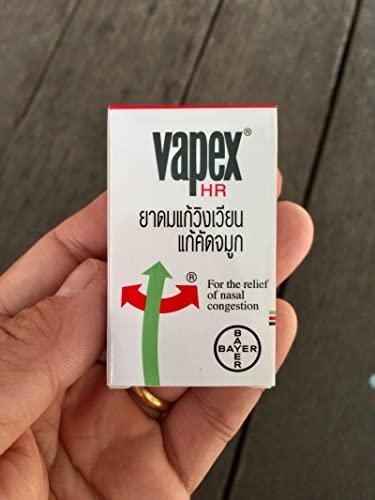 vapex®
HR
ยาดมแก้วิงเวียน
แก้คัดจมูก
®
For the relief
of nasal
congestion
BAYER
BAYER